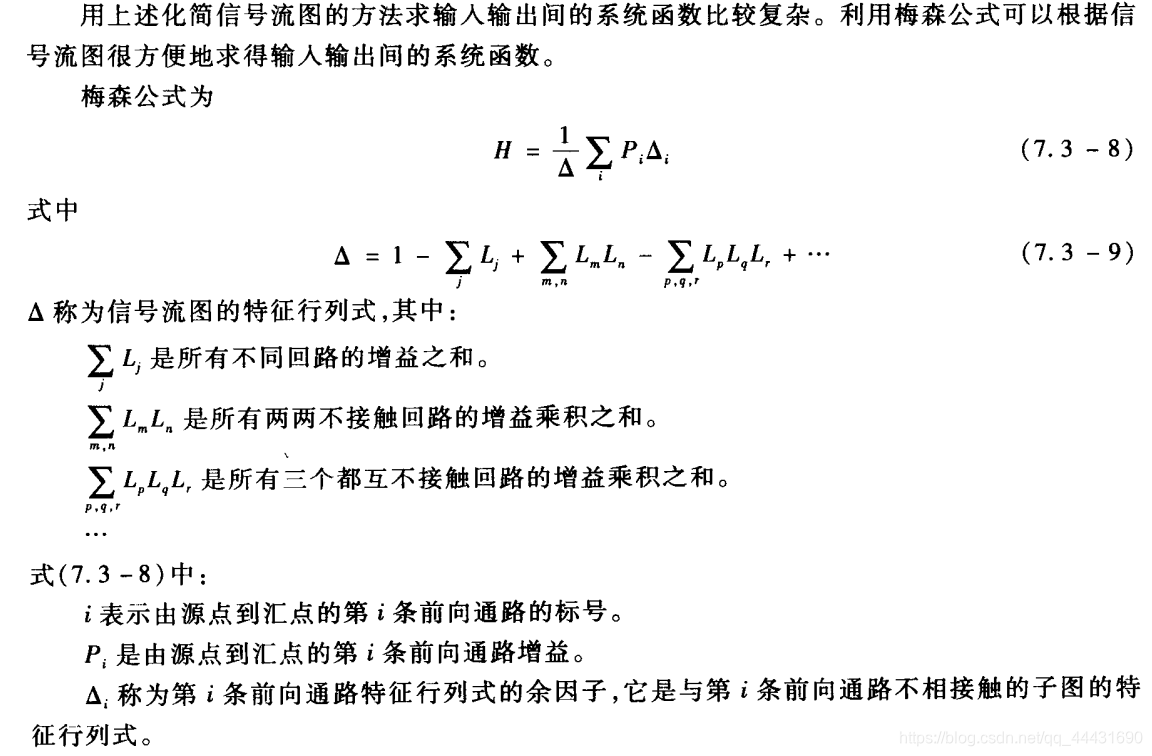 用上述化简信号流图的方法求输入输出间的系统函数比较复杂。利用梅森公式可以根据信
号流图很方便地求得输入输出间的系统函数。
梅森公式为
H = \frac{1}{Δ} \sum_{i} P_i Δ_i (7.3-8)
式中
Δ = 1 - \sum_{j} L_j + \sum_{m,n} L_m L_n - \sum_{p,q,r} L_p L_q L_r + ⋯ (7.3-9)
Δ 称为信号流图的特征行列式,其中:
\sum_{j} L_j 是所有不同回路的增益之和。
\sum_{m,n} L_m L_n 是所有两两不接触回路的增益乘积之和。
\sum_{p,q,r} L_p L_q L_r 是所有三个都互不接触回路的增益乘积之和。
⋯
式(7.3-8)中:
i 表示由源点到汇点的第 i 条前向通路的标号。
P_i 是由源点到汇点的第 i 条前向通路增益。
Δ_i 称为第 i 条前向通路特征行列式的余因子,它是与第 i 条前向通路不相接触的子图的特
征行列式。
https://blog.csdn.net/qq_44431690